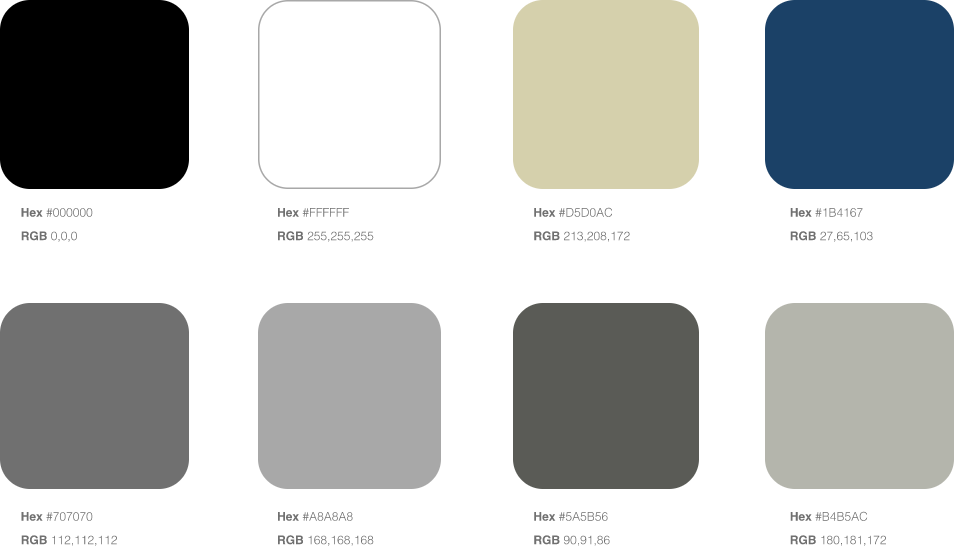 Hex #000000
RGB 0,0,0
Hex #FFFFFF
RGB 255,255,255
Hex #D5D0AC
RGB 213,208,172
Hex #1B4167
RGB 27,65,103
Hex #707070
RGB 112,112,112
Hex #A8A8A8
RGB 168,168,168
Hex #5A5B56
RGB 90,91,86
Hex #B4B5AC
RGB 180,181,172